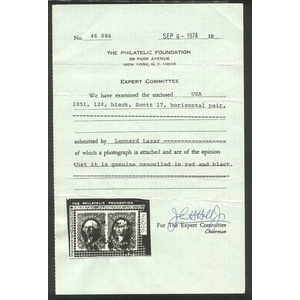 No. 46 086 SEP 4 - 1974 19
THE PHILATELIC FOUNDATION
99 PARK AVENUE
NEW YORK, N.Y. 10016
EXPERT COMMITTEE
We have examined the enclosed USA
1851, 12¢, black, Scott 17, horizontal pair,
submitted by Leonard Lazar
of which a photograph is attached and are of the opinion
that it is genuine cancelled in red and black.
THE PHILATELIC FOUNDATION
For The Expert Committee
Chairman